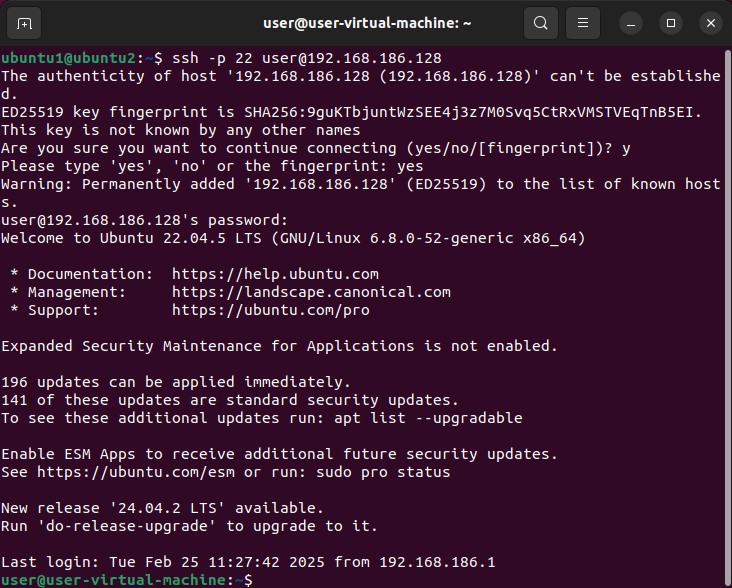 user@user-virtual-machine: ~
ubuntu1@ubuntu2:~$ ssh -p 22 user@192.168.186.128
The authenticity of host '192.168.186.128 (192.168.186.128)' can't be establishe
d.
ED25519 key fingerprint is SHA256:9guKTbjuntWzSEE4j3z7M0Svq5CtRxVMSTVEqTnB5EI.
This key is not known by any other names
Are you sure you want to continue connecting (yes/no/[fingerprint])? y
Please type 'yes', 'no' or the fingerprint: yes
Warning: Permanently added '192.168.186.128' (ED25519) to the list of known host
s.
user@192.168.186.128's password:
Welcome to Ubuntu 22.04.5 LTS (GNU/Linux 6.8.0-52-generic x86_64)

 * Documentation:  https://help.ubuntu.com
 * Management:     https://landscape.canonical.com
 * Support:        https://ubuntu.com/pro

Expanded Security Maintenance for Applications is not enabled.

196 updates can be applied immediately.
141 of these updates are standard security updates.
To see these additional updates run: apt list --upgradable

Enable ESM Apps to receive additional future security updates.
See https://ubuntu.com/esm or run: sudo pro status

New release '24.04.2 LTS' available.
Run 'do-release-upgrade' to upgrade to it.

Last login: Tue Feb 25 11:27:42 2025 from 192.168.186.1
user@user-virtual-machine:~$